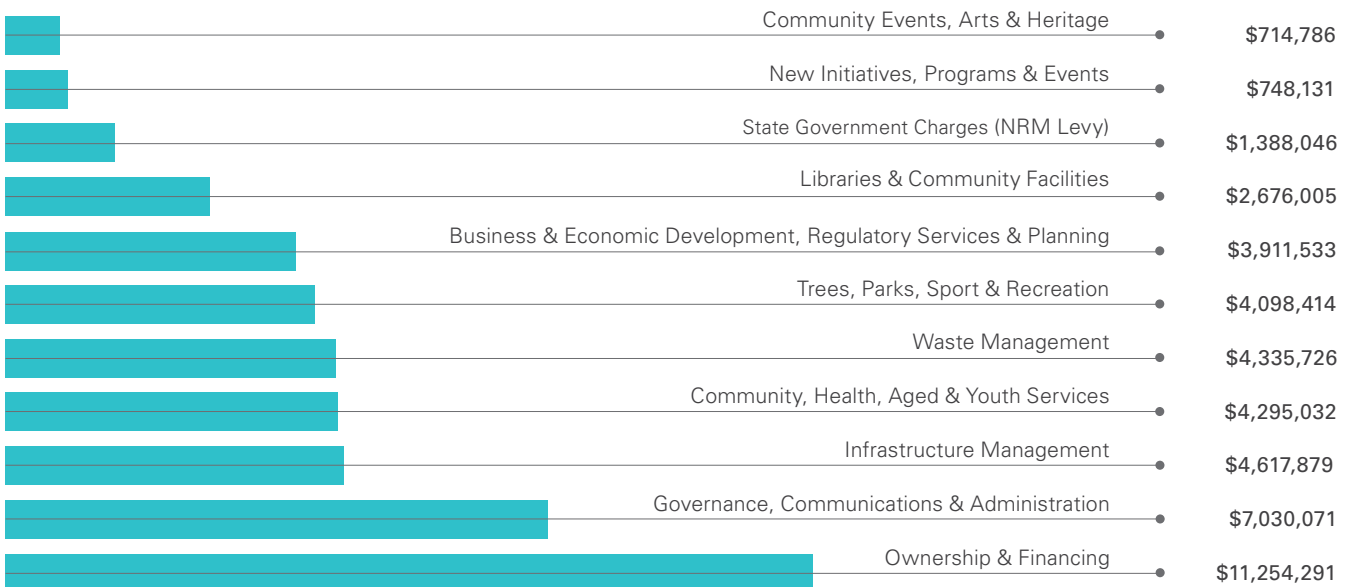 Community Events, Arts & Heritage $714,786
New Initiatives, Programs & Events $748,131
State Government Charges (NRM Levy) $1,388,046
Libraries & Community Facilities $2,676,005
Business & Economic Development, Regulatory Services & Planning $3,911,533
Trees, Parks, Sport & Recreation $4,098,414
Waste Management $4,335,726
Community, Health, Aged & Youth Services $4,295,032
Infrastructure Management $4,617,879
Governance, Communications & Administration $7,030,071
Ownership & Financing $11,254,291